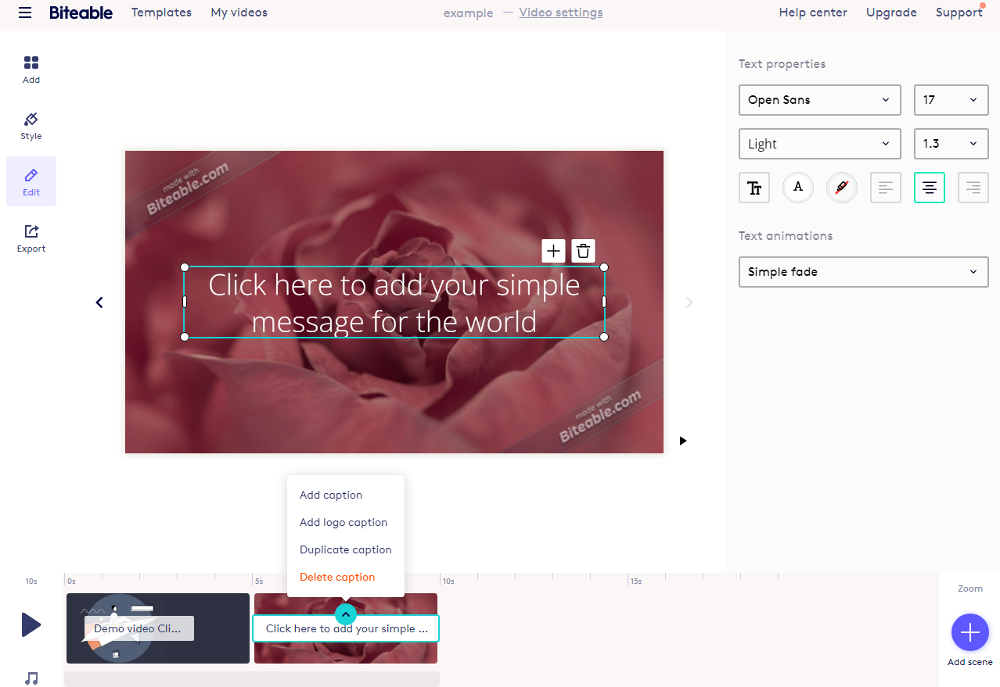 Biteable Templates My videos example — Video settings Help center Upgrade Support
Add
Style
Edit
Export
made with
Biteable.com
Click here to add your simple
message for the world
made with
Biteable.com
Text properties
Open Sans 17
Light 1.3
A
Text animations
Simple fade
Add caption
Add logo caption
Duplicate caption
Delete caption
10s 0s 5s 10s 15s Zoom
Demo video Cli... Click here to add your simple ...
Add scene